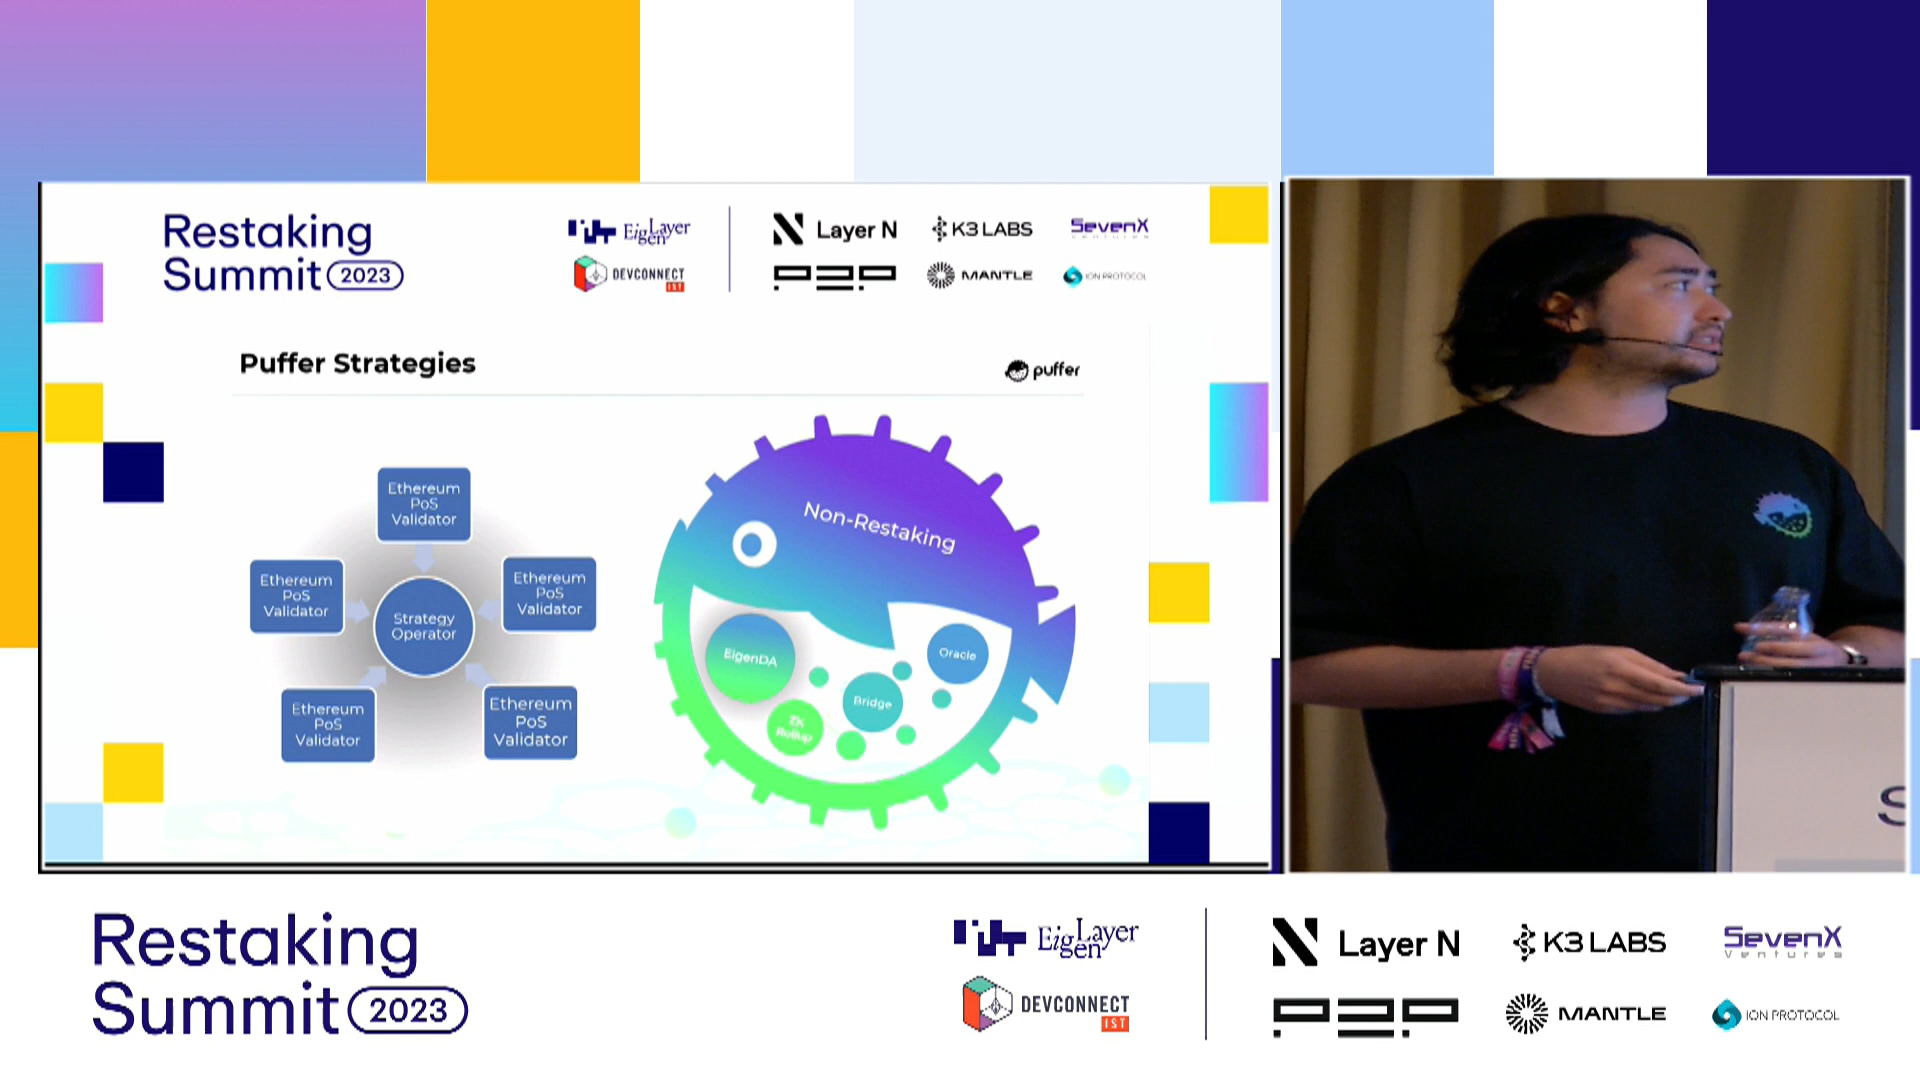 Restaking
Summit 2023
EigenLayer
DEVCONNECT
IST
Layer N
K3 LABS
SevenX
P2P
MANTLE
ION PROTOCOL
Puffer Strategies
puffer
Ethereum
PoS
Validator
Ethereum
PoS
Validator
Ethereum
PoS
Validator
Strategy
Operator
Ethereum
PoS
Validator
Ethereum
PoS
Validator
Non-Restaking
EigenDA
Oracle
Bridge
ZK
Rollup
S
Restaking
Summit 2023
EigenLayer
DEVCONNECT
IST
Layer N
K3 LABS
SevenX
Ventures
P2P
MANTLE
ION PROTOCOL